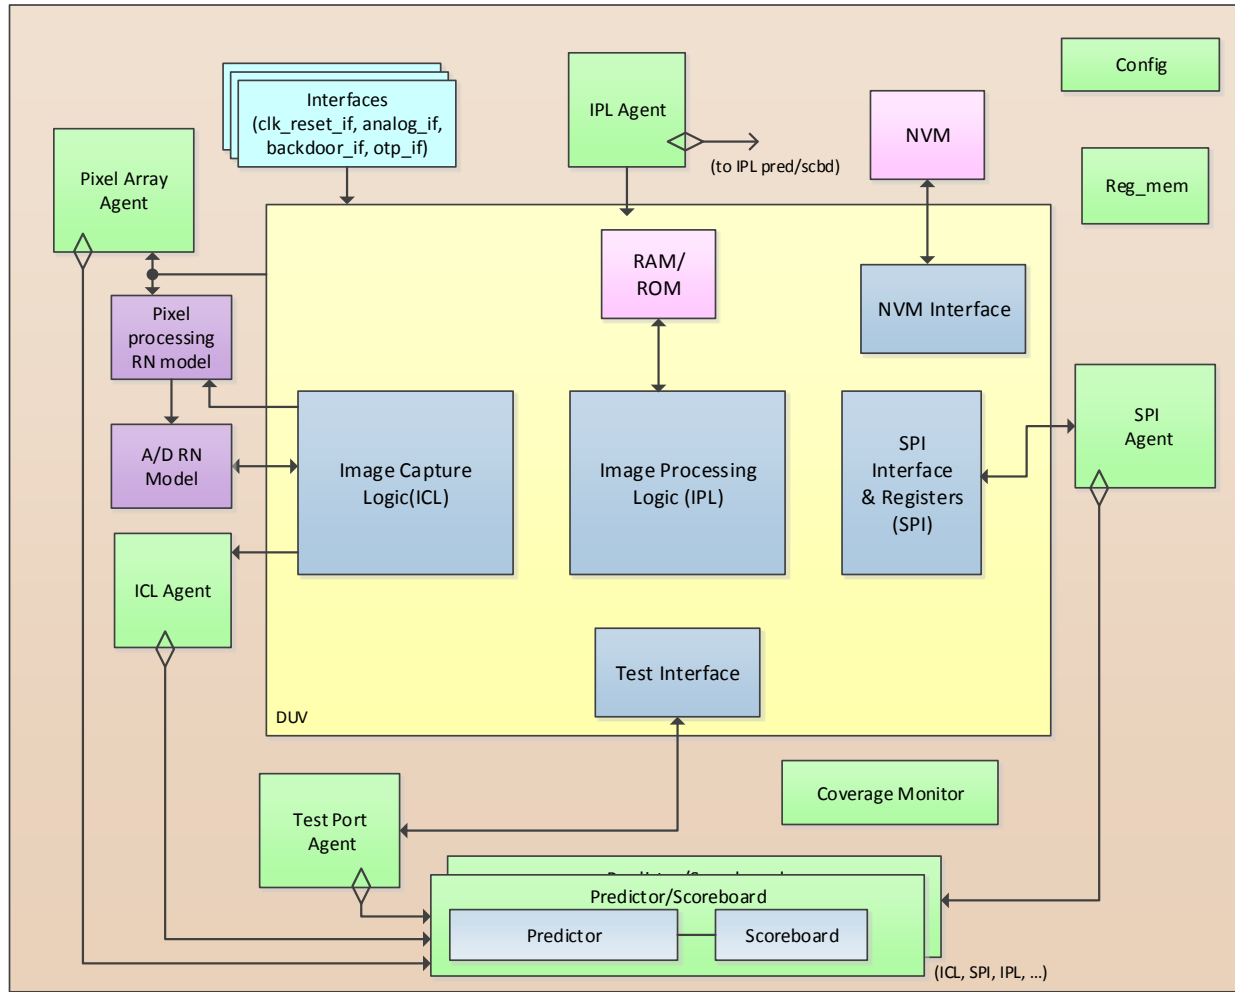 Interfaces
(clk_reset_if, analog_if,
backdoor_if, otp_if)
IPL Agent
(to IPL pred/scbd)
NVM
Config
Pixel Array
Agent
Reg_mem
RAM/
ROM
NVM Interface
Pixel
processing
RN model
A/D RN
Model
Image Capture
Logic(ICL)
Image Processing
Logic (IPL)
SPI
Interface
& Registers
(SPI)
SPI
Agent
ICL Agent
Test Interface
DUV
Coverage Monitor
Test Port
Agent
Predictor/Scoreboard
Predictor/Scoreboard
Predictor
Scoreboard
(ICL, SPI, IPL, ...)